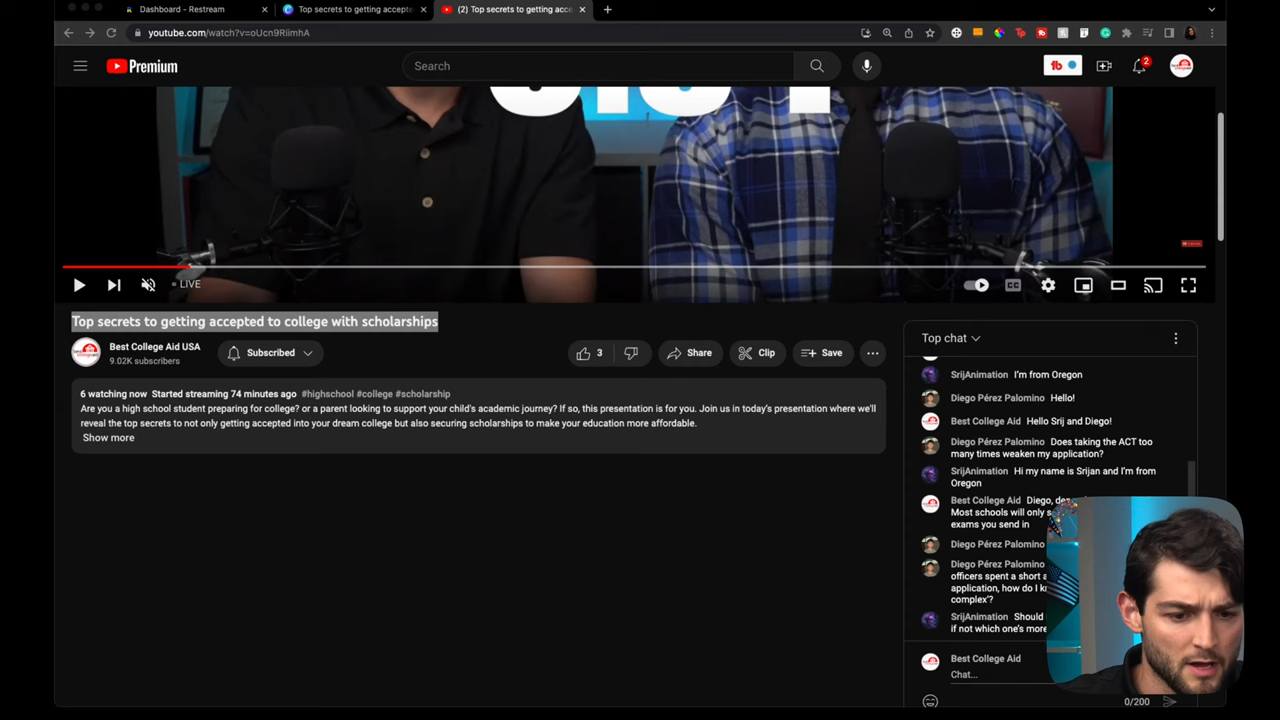 Dashboard - Restream
Top secrets to getting accepte
(2) Top secrets to getting acce
youtube.com/watch?v=oUcn9RiimhA
Premium
Search
2
LIVE
Top secrets to getting accepted to college with scholarships
Best College Aid USA
9.02K subscribers
Subscribed
3
Share
Clip
Save
6 watching now Started streaming 74 minutes ago #highschool #college #scholarship
Are you a high school student preparing for college? or a parent looking to support your child's academic journey? If so, this presentation is for you. Join us in today's presentation where we'll
reveal the top secrets to not only getting accepted into your dream college but also securing scholarships to make your education more affordable.
Show more
Top chat
SrijAnimation I'm from Oregon
Diego Pérez Palomino Hello!
Best College Aid Hello Srij and Diego!
Diego Pérez Palomino Does taking the ACT too
many times weaken my application?
SrijAnimation Hi my name is Srijan and I'm from
Oregon
Best College Aid Diego,
Most schools will only
exams you send in
Diego Pérez Palomino
Diego Pérez Palomino
officers spent a short a
application, how do I
complex'?
SrijAnimation Should
if not which one's more
Best College Aid
Chat...
0/200